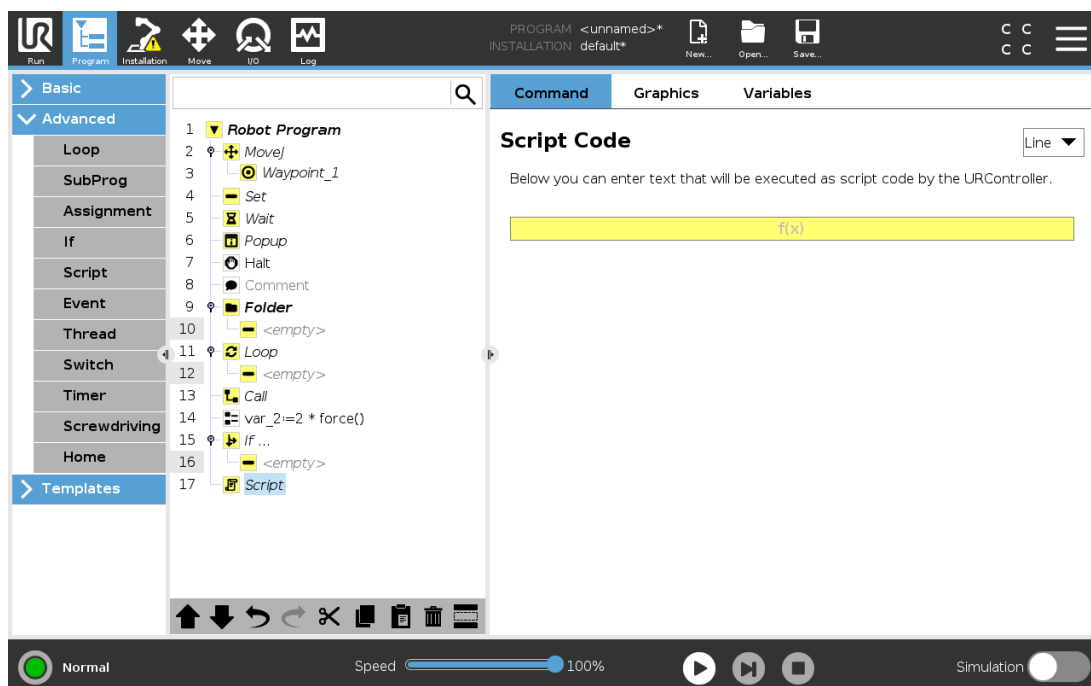 PROGRAM <unnamed>*
INSTALLATION default*
C C
C C
UR
Run
Program
Installation
Move
I/O
Log
New...
Open...
Save...
Basic
Advanced
Loop
SubProg
Assignment
If
Script
Event
Thread
Switch
Timer
Screwdriving
Home
Templates
1 Robot Program
2 MoveJ
3 Waypoint_1
4 Set
5 Wait
6 Popup
7 Halt
8 Comment
9 Folder
10 <empty>
11 Loop
12 <empty>
13 Call
14 var_2:=2 * force()
15 If ...
16 <empty>
17 Script
Command Graphics Variables
Script Code
Line
Below you can enter text that will be executed as script code by the URController.
f(x)
Normal
Speed
100%
Simulation